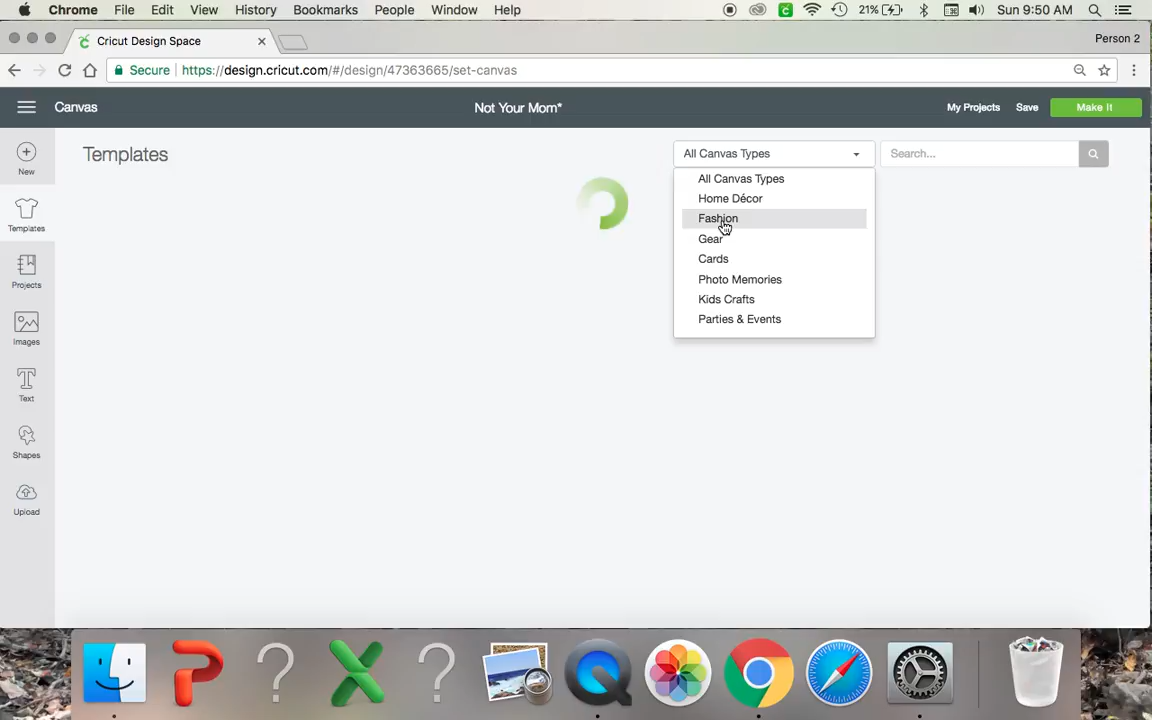 Chrome File Edit View History Bookmarks People Window Help 21% Sun 9:50 AM
Cricut Design Space Person 2
Secure https://design.cricut.com/#/design/47363665/set-canvas
Canvas Not Your Mom* My Projects Save Make It
Templates All Canvas Types Search...
All Canvas Types
Home Décor
Fashion
Gear
Cards
Photo Memories
Kids Crafts
Parties & Events
New
Templates
Projects
Images
Text
Shapes
Upload